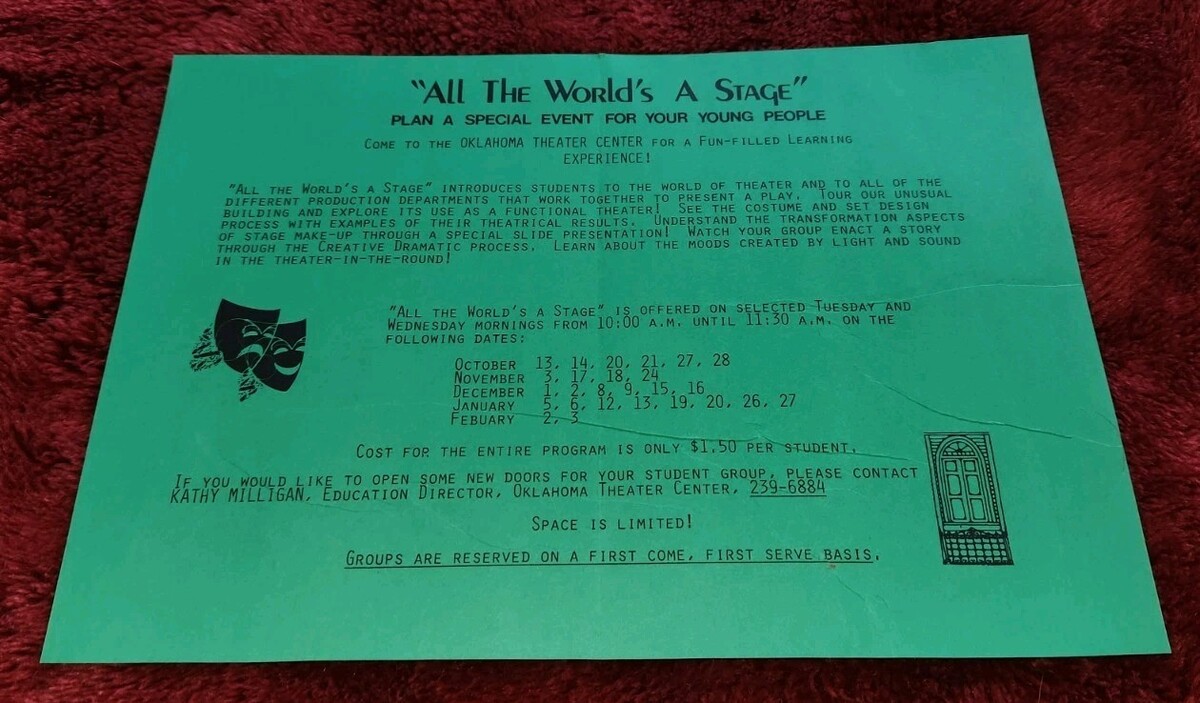 "All The World's A Stage"
PLAN A SPECIAL EVENT FOR YOUR YOUNG PEOPLE
COME TO THE OKLAHOMA THEATER CENTER FOR A FUN-FILLED LEARNING
EXPERIENCE!
"ALL THE WORLD'S A STAGE" INTRODUCES STUDENTS TO THE WORLD OF THEATER AND TO ALL OF THE
DIFFERENT PRODUCTION DEPARTMENTS THAT WORK TOGETHER TO PRESENT A PLAY. TOUR OUR UNUSUAL
BUILDING AND EXPLORE ITS USE AS A FUNCTIONAL THEATER! SEE THE COSTUME AND SET DESIGN
PROCESS WITH EXAMPLES OF THEIR THEATRICAL RESULTS. UNDERSTAND THE TRANSFORMATION ASPECTS
OF STAGE MAKE-UP THROUGH A SPECIAL SLIDE PRESENTATION! WATCH YOUR GROUP ENACT A STORY
THROUGH THE CREATIVE DRAMATIC PROCESS. LEARN ABOUT THE MOODS CREATED BY LIGHT AND SOUND
IN THE THEATER-IN-THE-ROUND!
"ALL THE WORLD'S A STAGE" IS OFFERED ON SELECTED TUESDAY AND
WEDNESDAY MORNINGS FROM 10:00 A.M. UNTIL 11:30 A.M. ON THE
FOLLOWING DATES:
OCTOBER 13, 14, 20, 21, 27, 28
NOVEMBER 3, 17, 18, 24
DECEMBER 1, 2, 8, 9, 15, 16
JANUARY 5, 6, 12, 13, 19, 20, 26, 27
FEBUARY 2, 3
COST FOR THE ENTIRE PROGRAM IS ONLY $1.50 PER STUDENT.
IF YOU WOULD LIKE TO OPEN SOME NEW DOORS FOR YOUR STUDENT GROUP, PLEASE CONTACT
KATHY MILLIGAN, EDUCATION DIRECTOR, OKLAHOMA THEATER CENTER, 239-6884
SPACE IS LIMITED!
GROUPS ARE RESERVED ON A FIRST COME, FIRST SERVE BASIS.